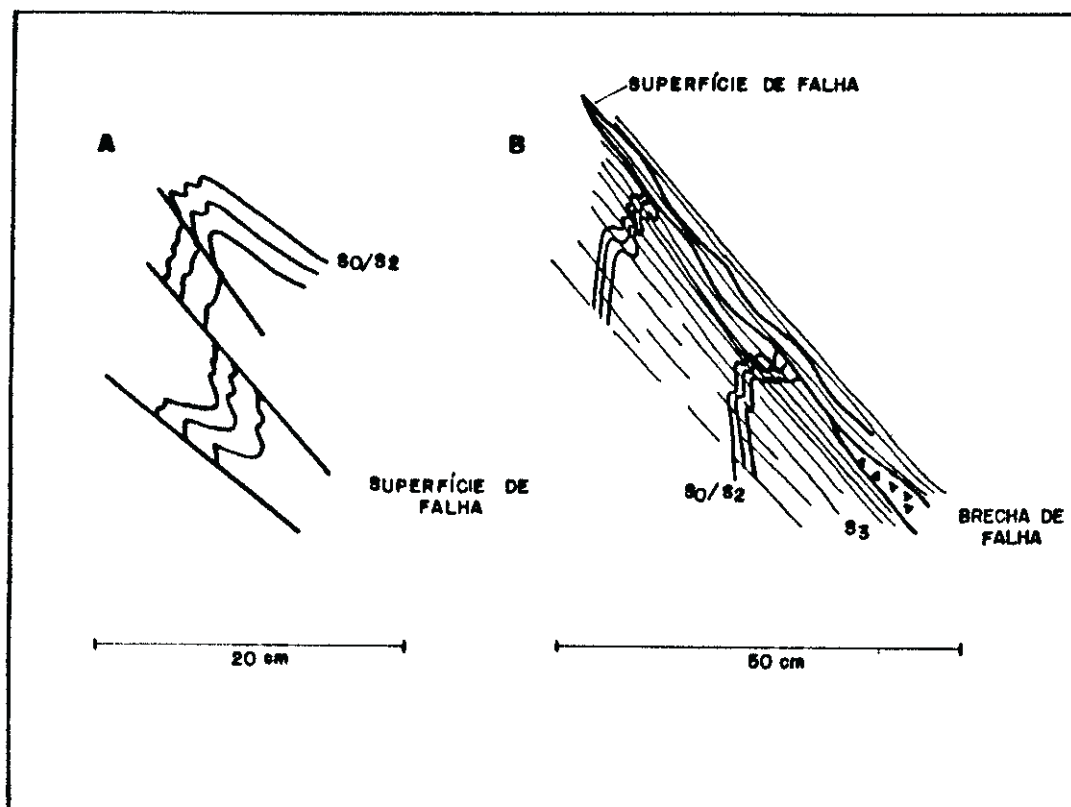 SUPERFÍCIE DE FALHA
A
B
S0/S2
SUPERFÍCIE DE
FALHA
S0/S2
S3
BRECHA DE
FALHA
20 cm
50 cm